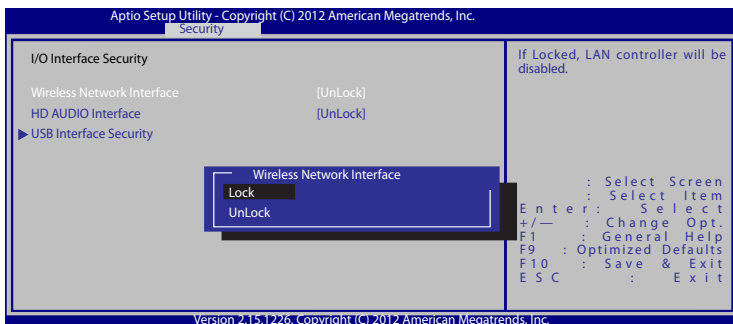 Aptio Setup Utility - Copyright (C) 2012 American Megatrends, Inc.
Security
I/O Interface Security
Wireless Network Interface [UnLock]
HD AUDIO Interface [UnLock]
USB Interface Security
Wireless Network Interface
Lock
UnLock
If Locked, LAN controller will be
disabled.
: Select Screen
: Select Item
Enter: Select
+/— : Change Opt.
F1 : General Help
F9 : Optimized Defaults
F10 : Save & Exit
ESC : Exit
Version 2.15.1226. Copyright (C) 2012 American Megatrends, Inc.